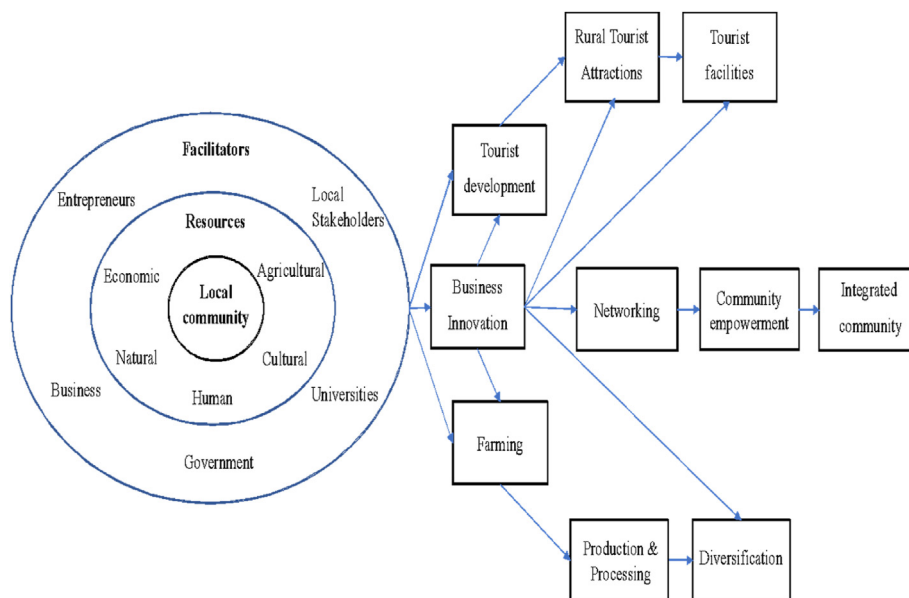 Facilitators
Entrepreneurs
Local
Stakeholders
Resources
Economic
Agricultural
Local
community
Natural
Cultural
Human
Business
Universities
Government
Tourist
development
Business
Innovation
Farming
Rural Tourist
Attractions
Tourist
facilities
Networking
Community
empowerment
Integrated
community
Production &
Processing
Diversification